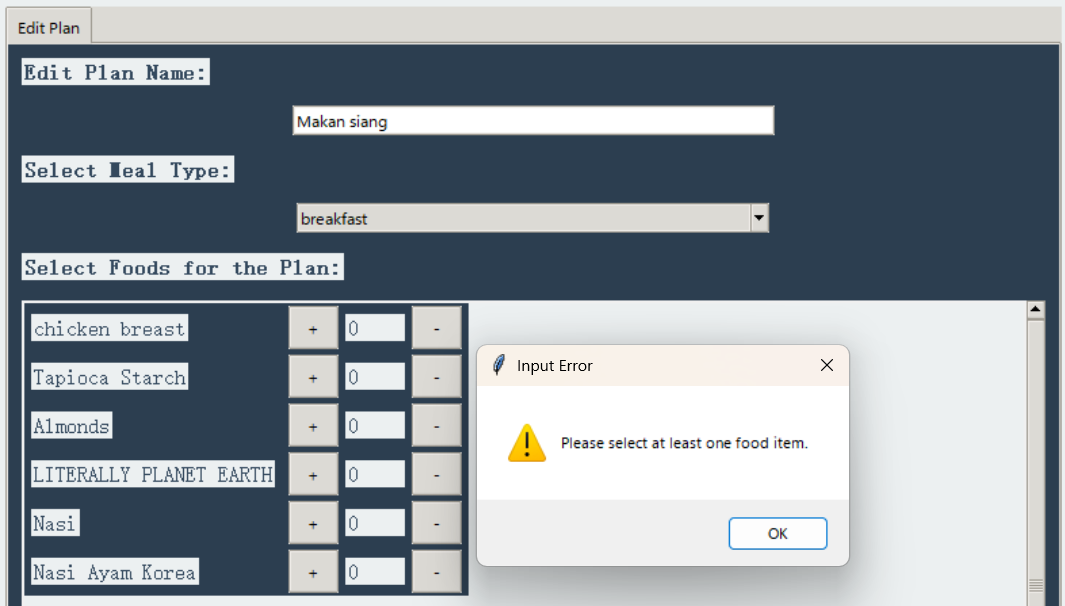 Edit Plan
Edit Plan Name:
Makan siang
Select Meal Type:
breakfast
Select Foods for the Plan:
chicken breast + 0 -
Tapioca Starch + 0 -
Almonds + 0 -
LITERALLY PLANET EARTH + 0 -
Nasi + 0 -
Nasi Ayam Korea + 0 -
Input Error
Please select at least one food item.
OK